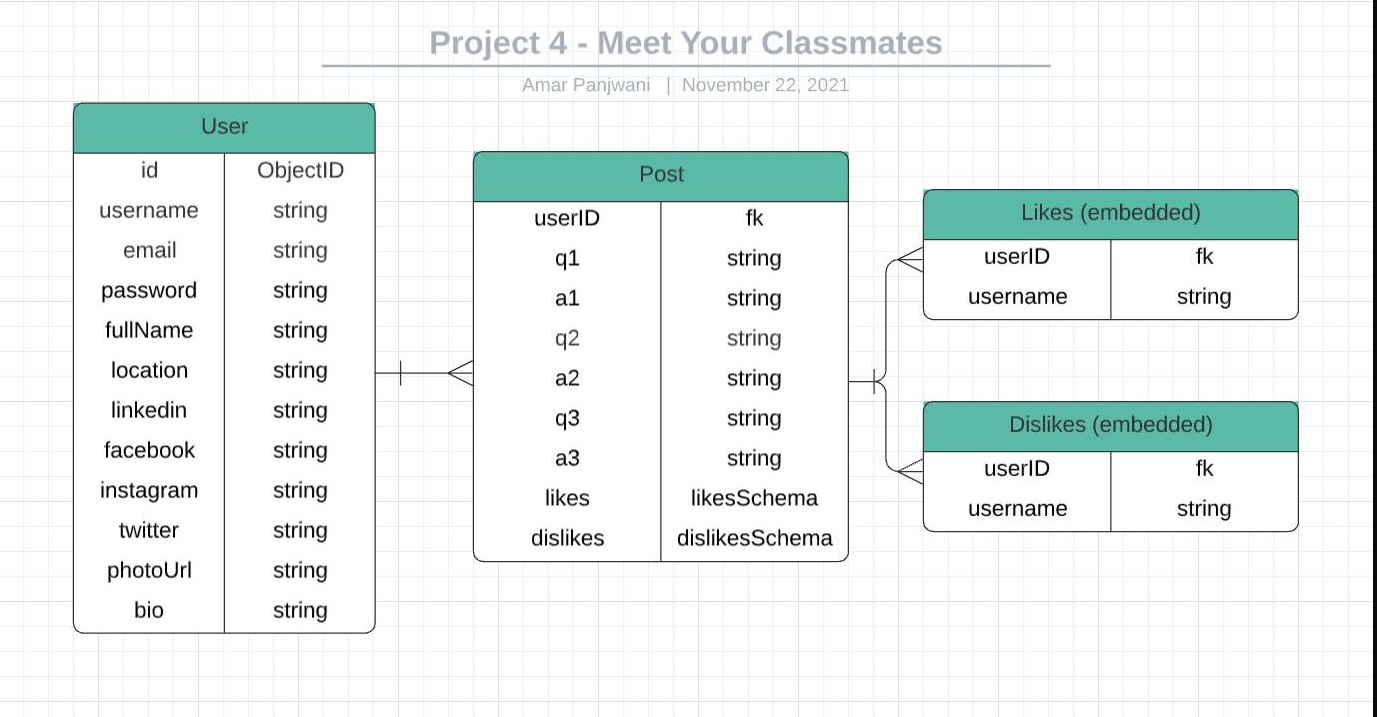 Project 4 - Meet Your Classmates
Amar Panjwani | November 22, 2021
User
id ObjectID
username string
email string
password string
fullName string
location string
linkedin string
facebook string
instagram string
twitter string
photoUrl string
bio string
Post
userID fk
q1 string
a1 string
q2 string
a2 string
q3 string
a3 string
likes likesSchema
dislikes dislikesSchema
Likes (embedded)
userID fk
username string
Dislikes (embedded)
userID fk
username string